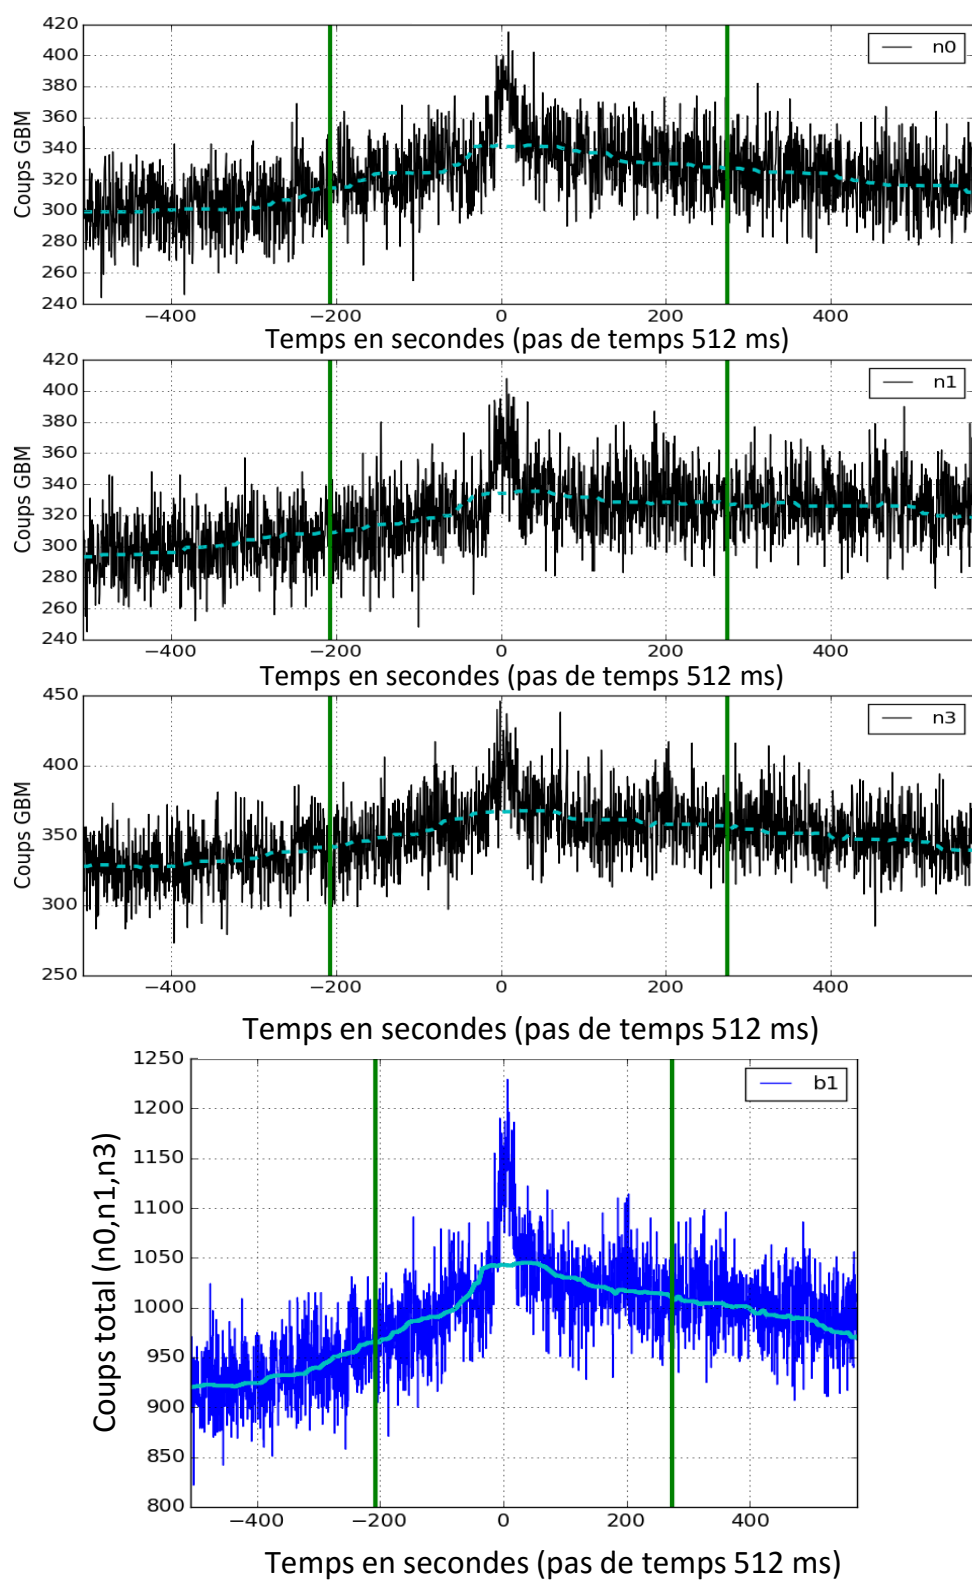 420
400
380
360
340
320
300
280
260
240
Coups GBM
n0
−400 −200 0 200 400
Temps en secondes (pas de temps 512 ms)
420
400
380
360
340
320
300
280
260
240
Coups GBM
n1
−400 −200 0 200 400
Temps en secondes (pas de temps 512 ms)
450
400
350
300
250
Coups GBM
n3
−400 −200 0 200 400
Temps en secondes (pas de temps 512 ms)
1250
1200
1150
1100
1050
1000
950
900
850
800
Coups total (n0,n1,n3)
b1
−400 −200 0 200 400
Temps en secondes (pas de temps 512 ms)